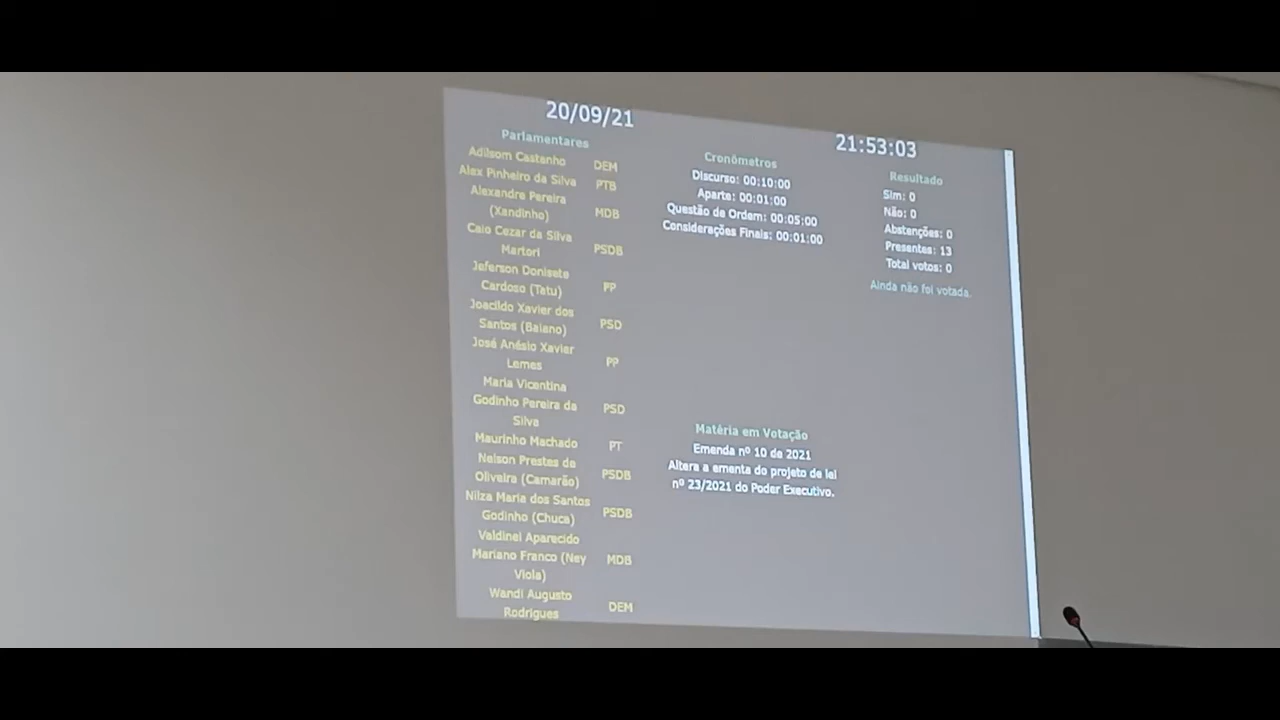 20/09/21
21:53:03
Parlamentares
Adilsom Castanho DEM
Alex Pinheiro da Silva PTB
Alexandre Pereira
(Xandinho) MDB
Caio Cezar da Silva
Martori PSDB
Jeferson Donisete
Cardoso (Tatu) PP
Joacildo Xavier dos
Santos (Baiano) PSD
José Anésio Xavier
Lemes PP
Maria Vicentina
Godinho Pereira da
Silva PSD
Maurinho Machado PT
Nelson Prestes de
Oliveira (Camarão) PSDB
Nilza Maria dos Santos
Godinho (Chuca) PSDB
Valdinei Aparecido
Mariano Franco (Ney
Viola) MDB
Wandi Augusto
Rodrigues DEM
Cronômetros
Discurso: 00:10:00
Aparte: 00:01:00
Questão de Ordem: 00:05:00
Considerações Finais: 00:01:00
Matéria em Votação
Emenda nº 10 de 2021
Altera a ementa do projeto de lei
nº 23/2021 do Poder Executivo.
Resultado
Sim: 0
Não: 0
Abstenções: 0
Presentes: 13
Total votos: 0
Ainda não foi votada.